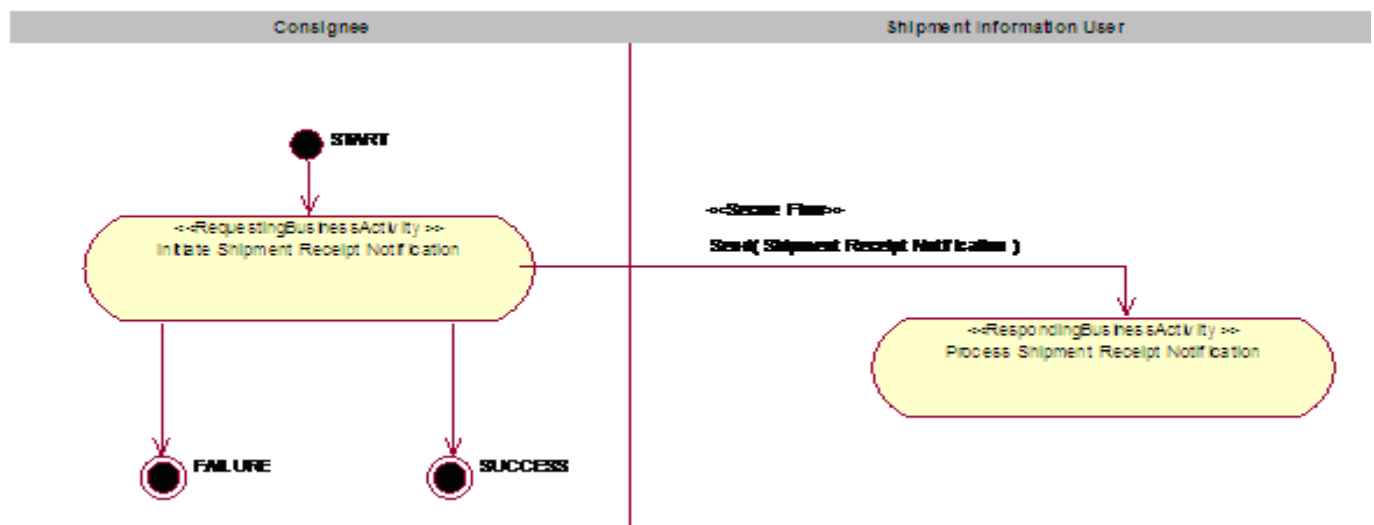 Consignee
Shipment Information User
START
<<RequestingBusinessActivity >>
Initiate Shipment Receipt Notification
<<Secure Flow>>
Send( Shipment Receipt Notification )
<<RespondingBusinessActivity >>
Process Shipment Receipt Notification
FAILURE
SUCCESS